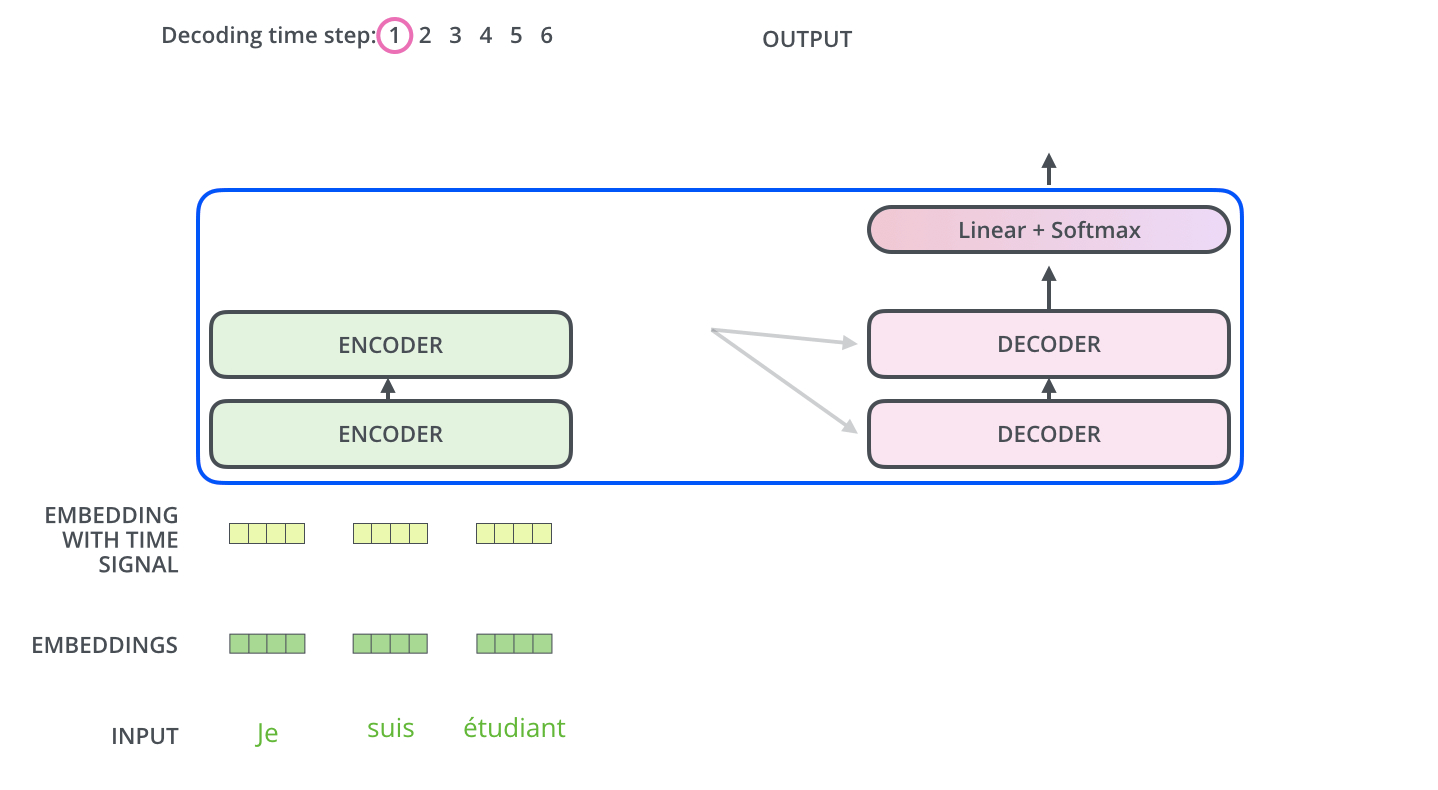 Decoding time step: 1 2 3 4 5 6
OUTPUT
Linear + Softmax
ENCODER
DECODER
ENCODER
DECODER
EMBEDDING
WITH TIME
SIGNAL
EMBEDDINGS
INPUT
Je suis étudiant